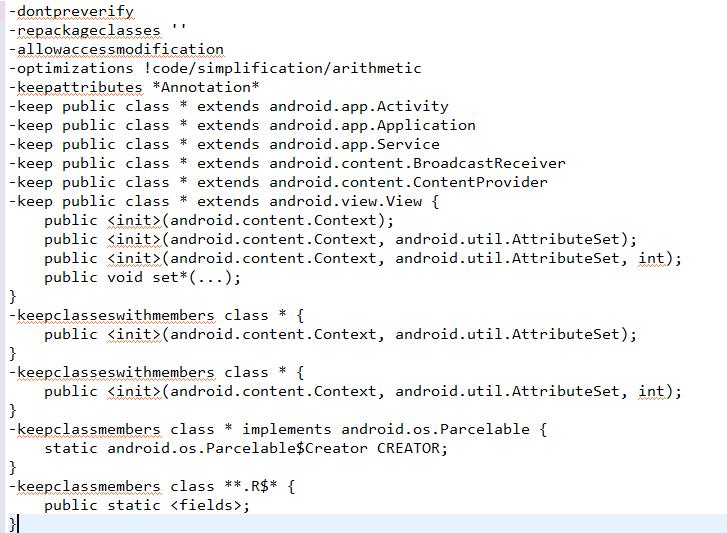 -dontpreverify
-repackageclasses ''
-allowaccessmodification
-optimizations !code/simplification/arithmetic
-keepattributes *Annotation*
-keep public class * extends android.app.Activity
-keep public class * extends android.app.Application
-keep public class * extends android.app.Service
-keep public class * extends android.content.BroadcastReceiver
-keep public class * extends android.content.ContentProvider
-keep public class * extends android.view.View {
    public <init>(android.content.Context);
    public <init>(android.content.Context, android.util.AttributeSet);
    public <init>(android.content.Context, android.util.AttributeSet, int);
    public void set*(...);
}
-keepclasseswithmembers class * {
    public <init>(android.content.Context, android.util.AttributeSet);
}
-keepclasseswithmembers class * {
    public <init>(android.content.Context, android.util.AttributeSet, int);
}
-keepclassmembers class * implements android.os.Parcelable {
    static android.os.Parcelable$Creator CREATOR;
}
-keepclassmembers class **.R$* {
    public static <fields>;
}